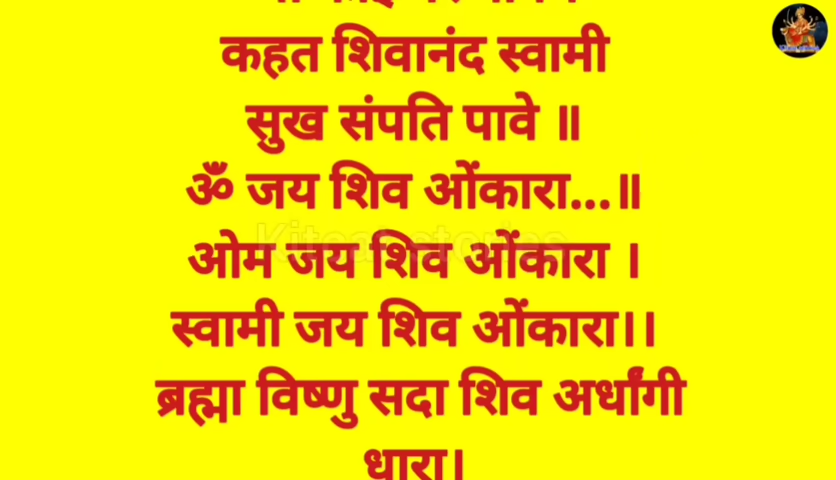 कहत शिवानंद स्वामी
सुख संपति पावे ॥
ॐ जय शिव ओंकारा...॥
ओम जय शिव ओंकारा ।
स्वामी जय शिव ओंकारा।।
ब्रह्मा विष्णु सदा शिव अर्धांगी
धारा।